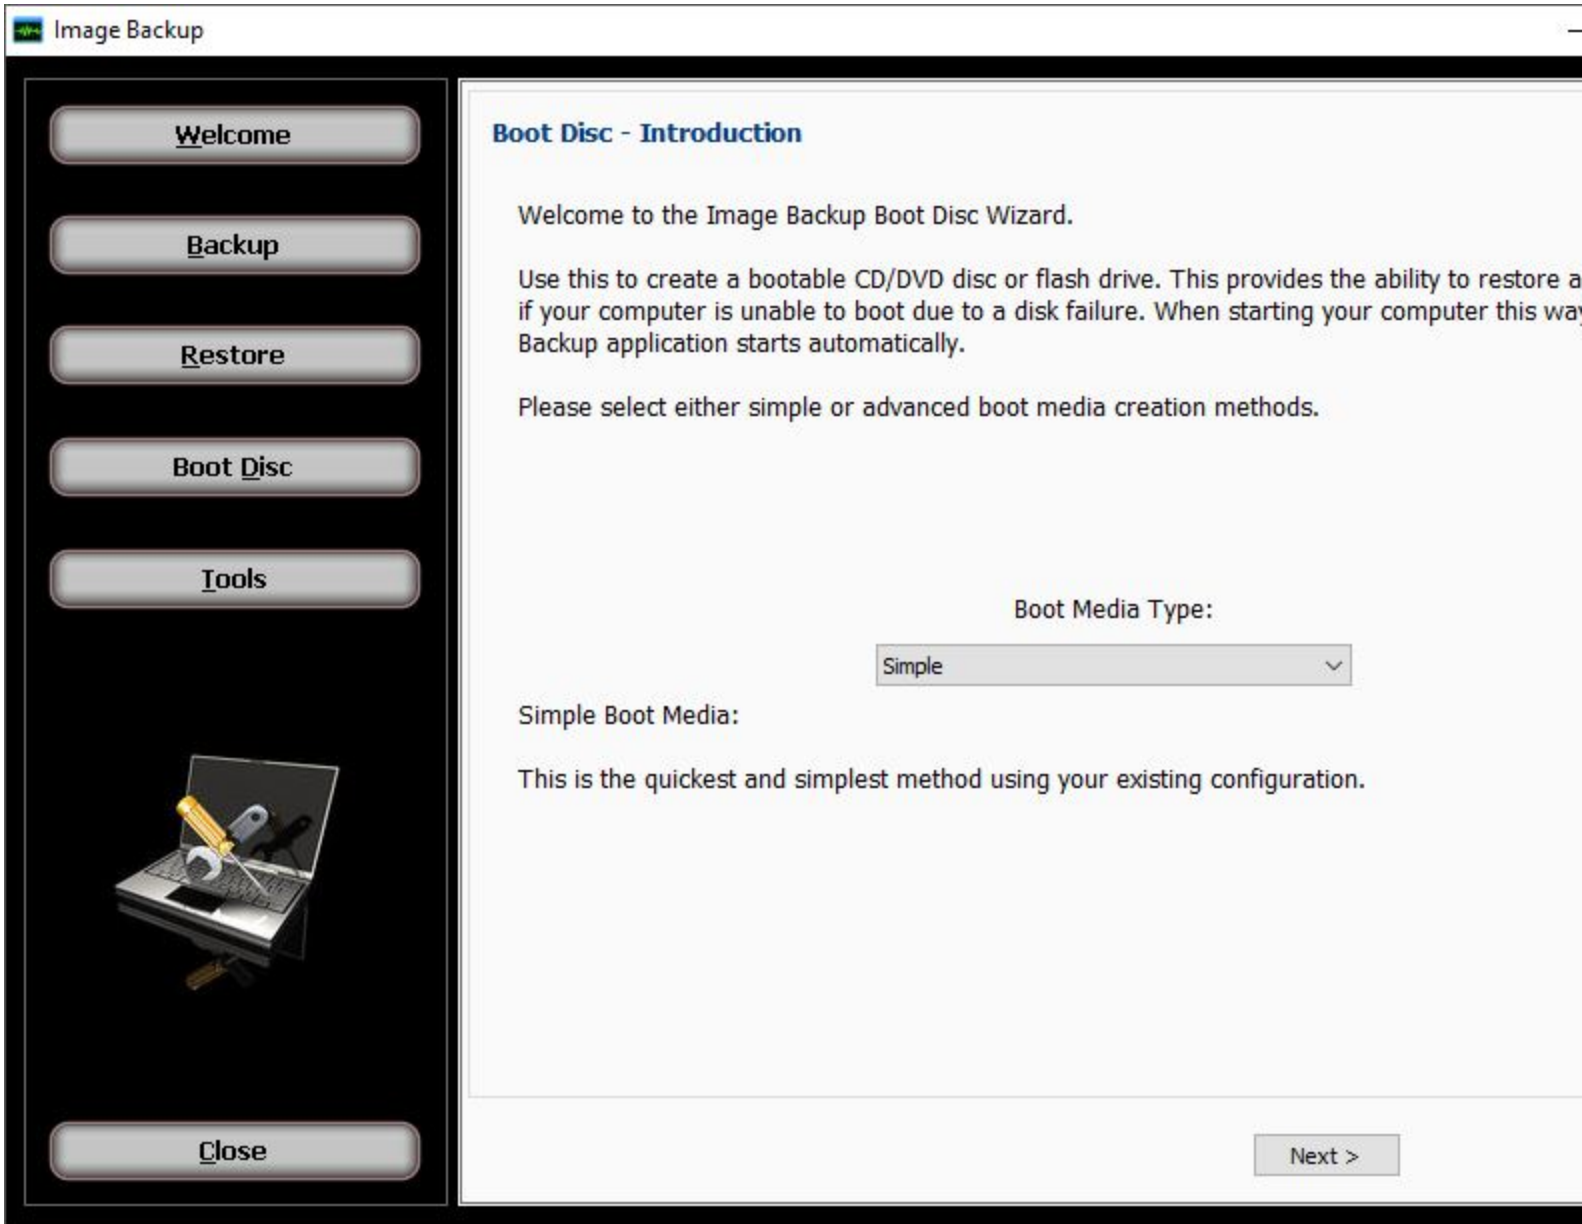 Image Backup
Welcome
Backup
Restore
Boot Disc
Tools
Close
Boot Disc - Introduction
Welcome to the Image Backup Boot Disc Wizard.
Use this to create a bootable CD/DVD disc or flash drive. This provides the ability to restore a
if your computer is unable to boot due to a disk failure. When starting your computer this way
Backup application starts automatically.
Please select either simple or advanced boot media creation methods.
Boot Media Type:
Simple
Simple Boot Media:
This is the quickest and simplest method using your existing configuration.
Next >